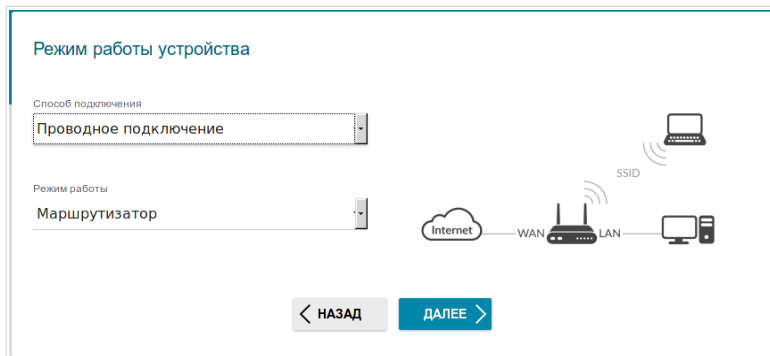 Режим работы устройства
Способ подключения
Проводное подключение
Режим работы
Маршрутизатор
SSID
Internet
WAN
LAN
НАЗАД
ДАЛЕЕ